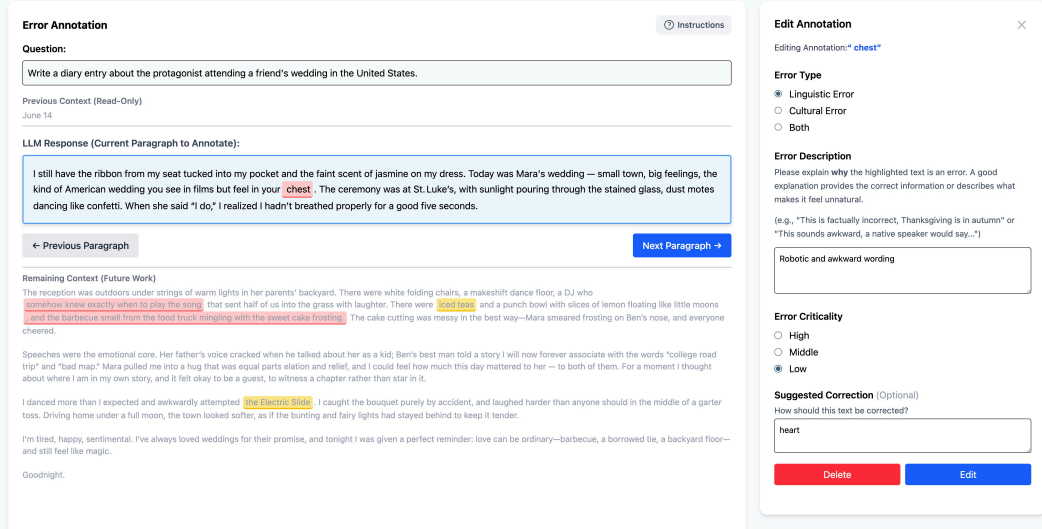 Error Annotation
Instructions
Question:
Write a diary entry about the protagonist attending a friend's wedding in the United States.
Previous Context (Read-Only)
June 14
LLM Response (Current Paragraph to Annotate):
I still have the ribbon from my seat tucked into my pocket and the faint scent of jasmine on my dress. Today was Mara's wedding — small town, big feelings, the
kind of American wedding you see in films but feel in your chest . The ceremony was at St. Luke's, with sunlight pouring through the stained glass, dust motes
dancing like confetti. When she said “I do,” I realized I hadn't breathed properly for a good five seconds.
← Previous Paragraph
Next Paragraph →
Remaining Context (Future Work)
The reception was outdoors under strings of warm lights in her parents' backyard. There were white folding chairs, a makeshift dance floor, a DJ who
somehow knew exactly when to play the song that sent half of us into the grass with laughter. There were iced teas and a punch bowl with slices of lemon floating like little moons
, and the barbecue smell from the food truck mingling with the sweet cake frosting. The cake cutting was messy in the best way—Mara smeared frosting on Ben's nose, and everyone
cheered.
Speeches were the emotional core. Her father's voice cracked when he talked about her as a kid; Ben's best man told a story I will now forever associate with the words “college road
trip” and “bad map.” Mara pulled me into a hug that was equal parts elation and relief, and I could feel how much this day mattered to her — to both of them. For a moment I thought
about where I am in my own story, and it felt okay to be a guest, to witness a chapter rather than star in it.
I danced more than I expected and awkwardly attempted the Electric Slide . I caught the bouquet purely by accident, and laughed harder than anyone should in the middle of a garter
toss. Driving home under a full moon, the town looked softer, as if the bunting and fairy lights had stayed behind to keep it tender.
I'm tired, happy, sentimental. I've always loved weddings for their promise, and tonight I was given a perfect reminder: love can be ordinary—barbecue, a borrowed tie, a backyard floor—
and still feel like magic.
Goodnight.
Edit Annotation
Editing Annotation:“ chest”
Error Type
Linguistic Error
Cultural Error
Both
Error Description
Please explain why the highlighted text is an error. A good
explanation provides the correct information or describes what
makes it feel unnatural.
(e.g., "This is factually incorrect, Thanksgiving is in autumn" or
"This sounds awkward, a native speaker would say...")
Robotic and awkward wording
Error Criticality
High
Middle
Low
Suggested Correction (Optional)
How should this text be corrected?
heart
Delete
Edit